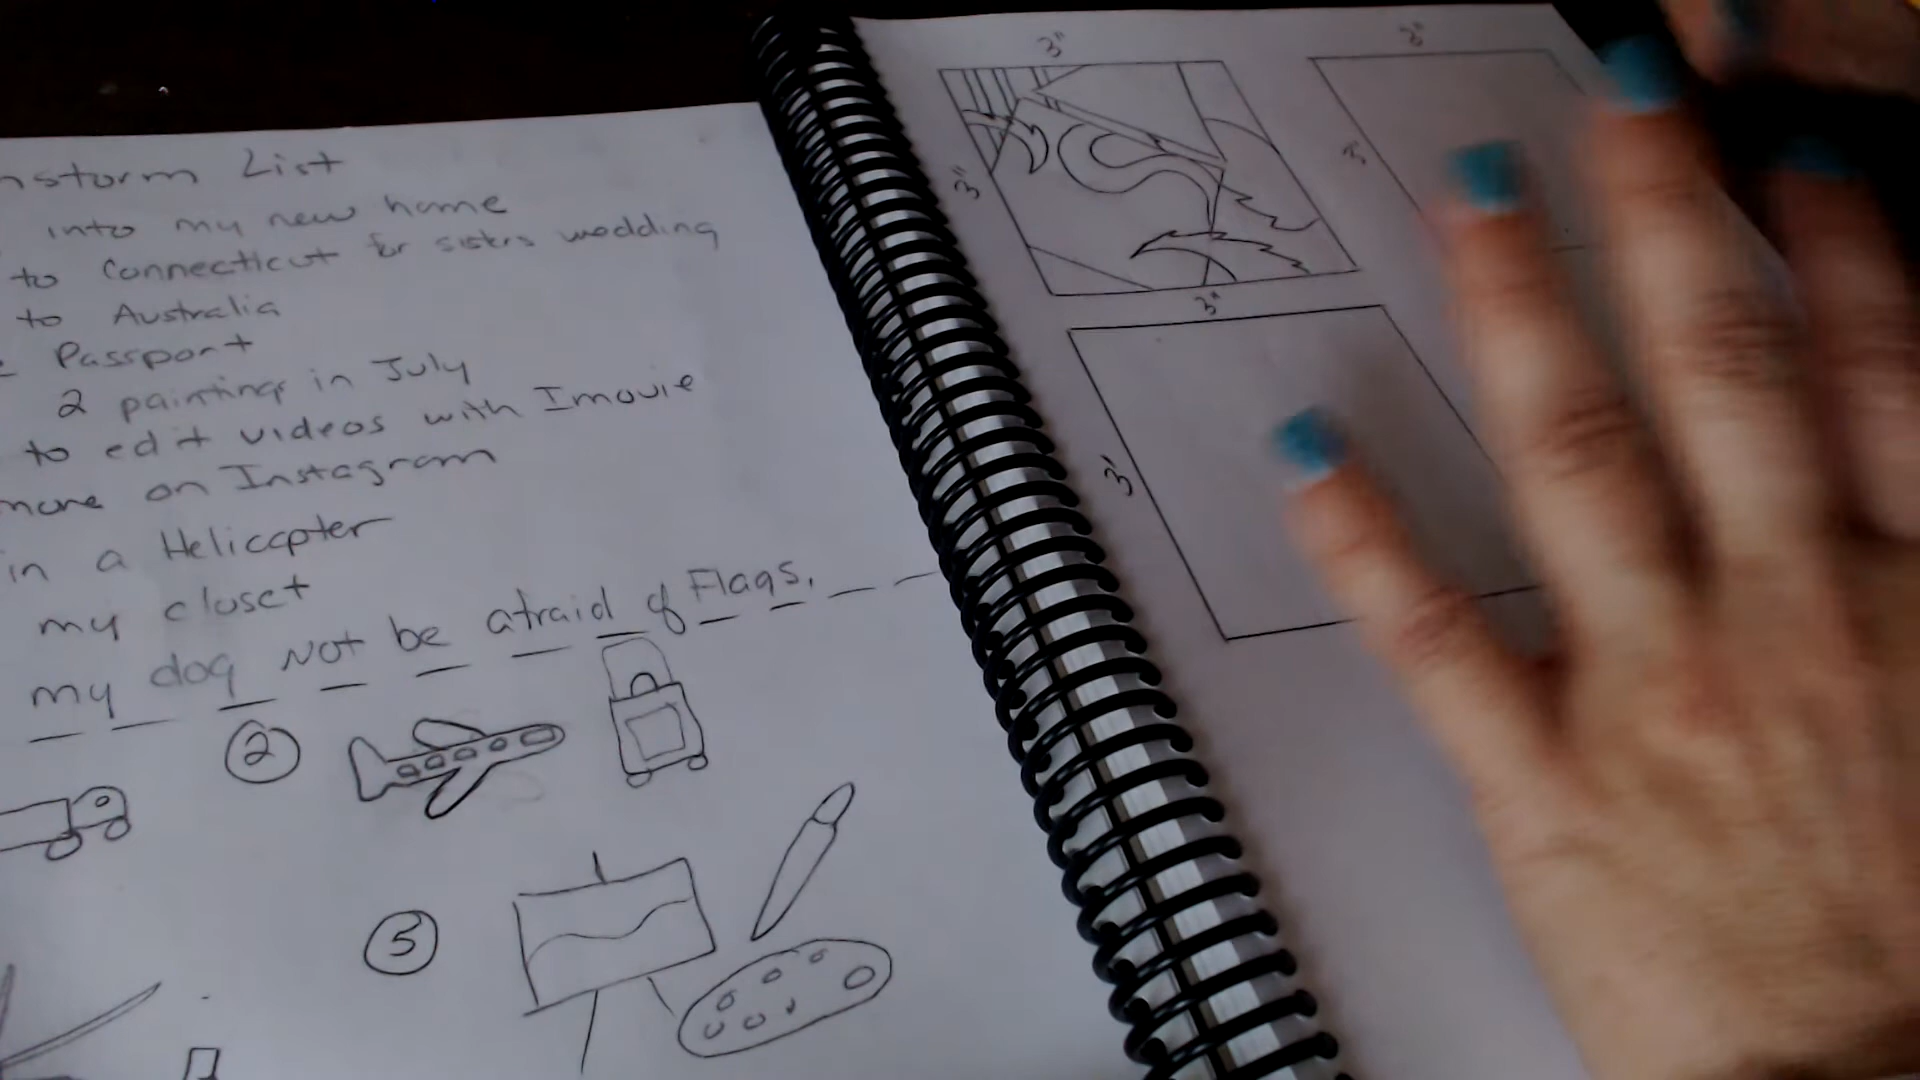 nstorm List
into my new home
to Connecticut for sisters wedding
to Australia
Passport
2 paintings in July
to edit videos with Imovie
more on Instagram
in a Helicopter
my closet
my dog NOT be afraid of Flags.
2
5
3"
3"
3"
3"
3"
3"